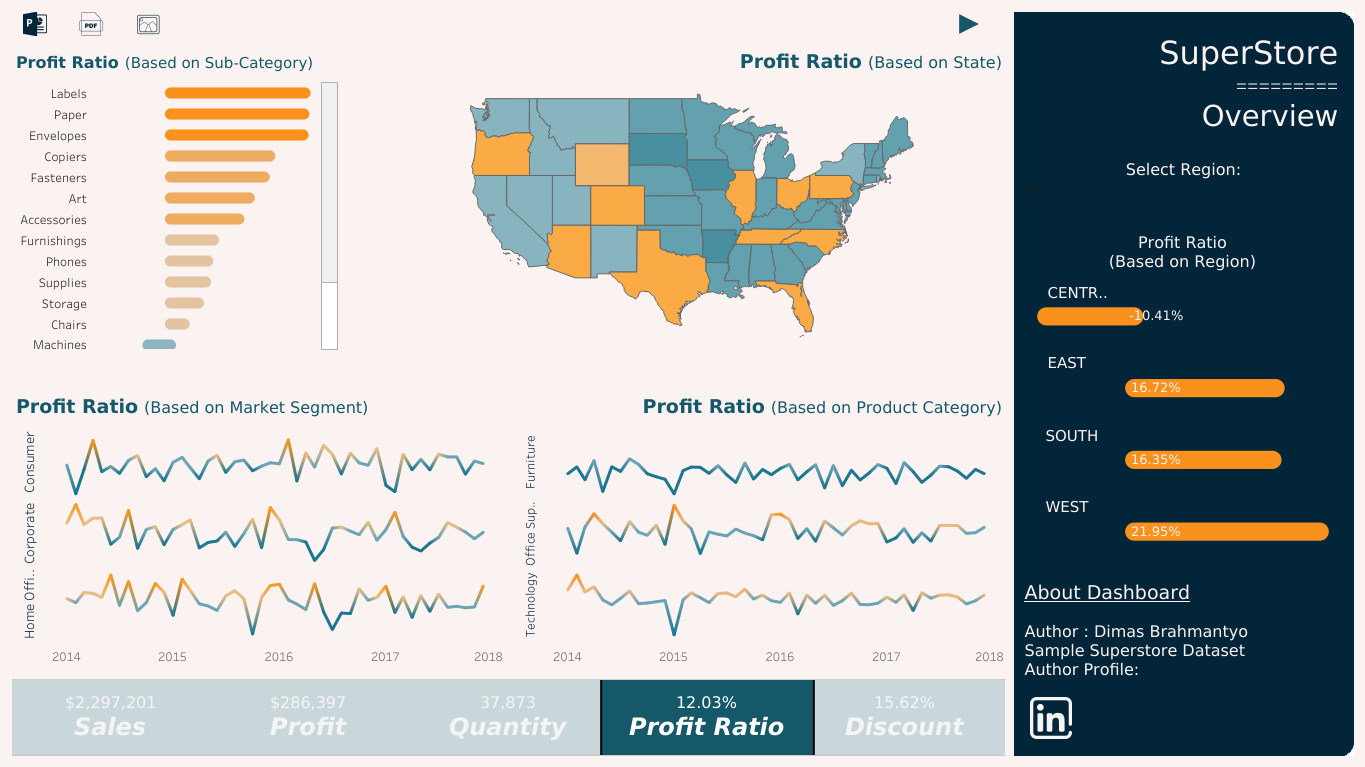 P
PDF
Profit Ratio (Based on Sub-Category)
Labels
Paper
Envelopes
Copiers
Fasteners
Art
Accessories
Furnishings
Phones
Supplies
Storage
Chairs
Machines
Profit Ratio (Based on State)
Profit Ratio (Based on Market Segment)
Consumer
Corporate
Home Offi..
2014 2015 2016 2017 2018
Profit Ratio (Based on Product Category)
Furniture
Office Sup..
Technology
2014 2015 2016 2017 2018
$2,297,201
Sales
$286,397
Profit
37,873
Quantity
12.03%
Profit Ratio
15.62%
Discount
SuperStore
=========
Overview
Select Region:
Profit Ratio
(Based on Region)
CENTR..
-10.41%
EAST
16.72%
SOUTH
16.35%
WEST
21.95%
About Dashboard
Author : Dimas Brahmantyo
Sample Superstore Dataset
Author Profile:
in